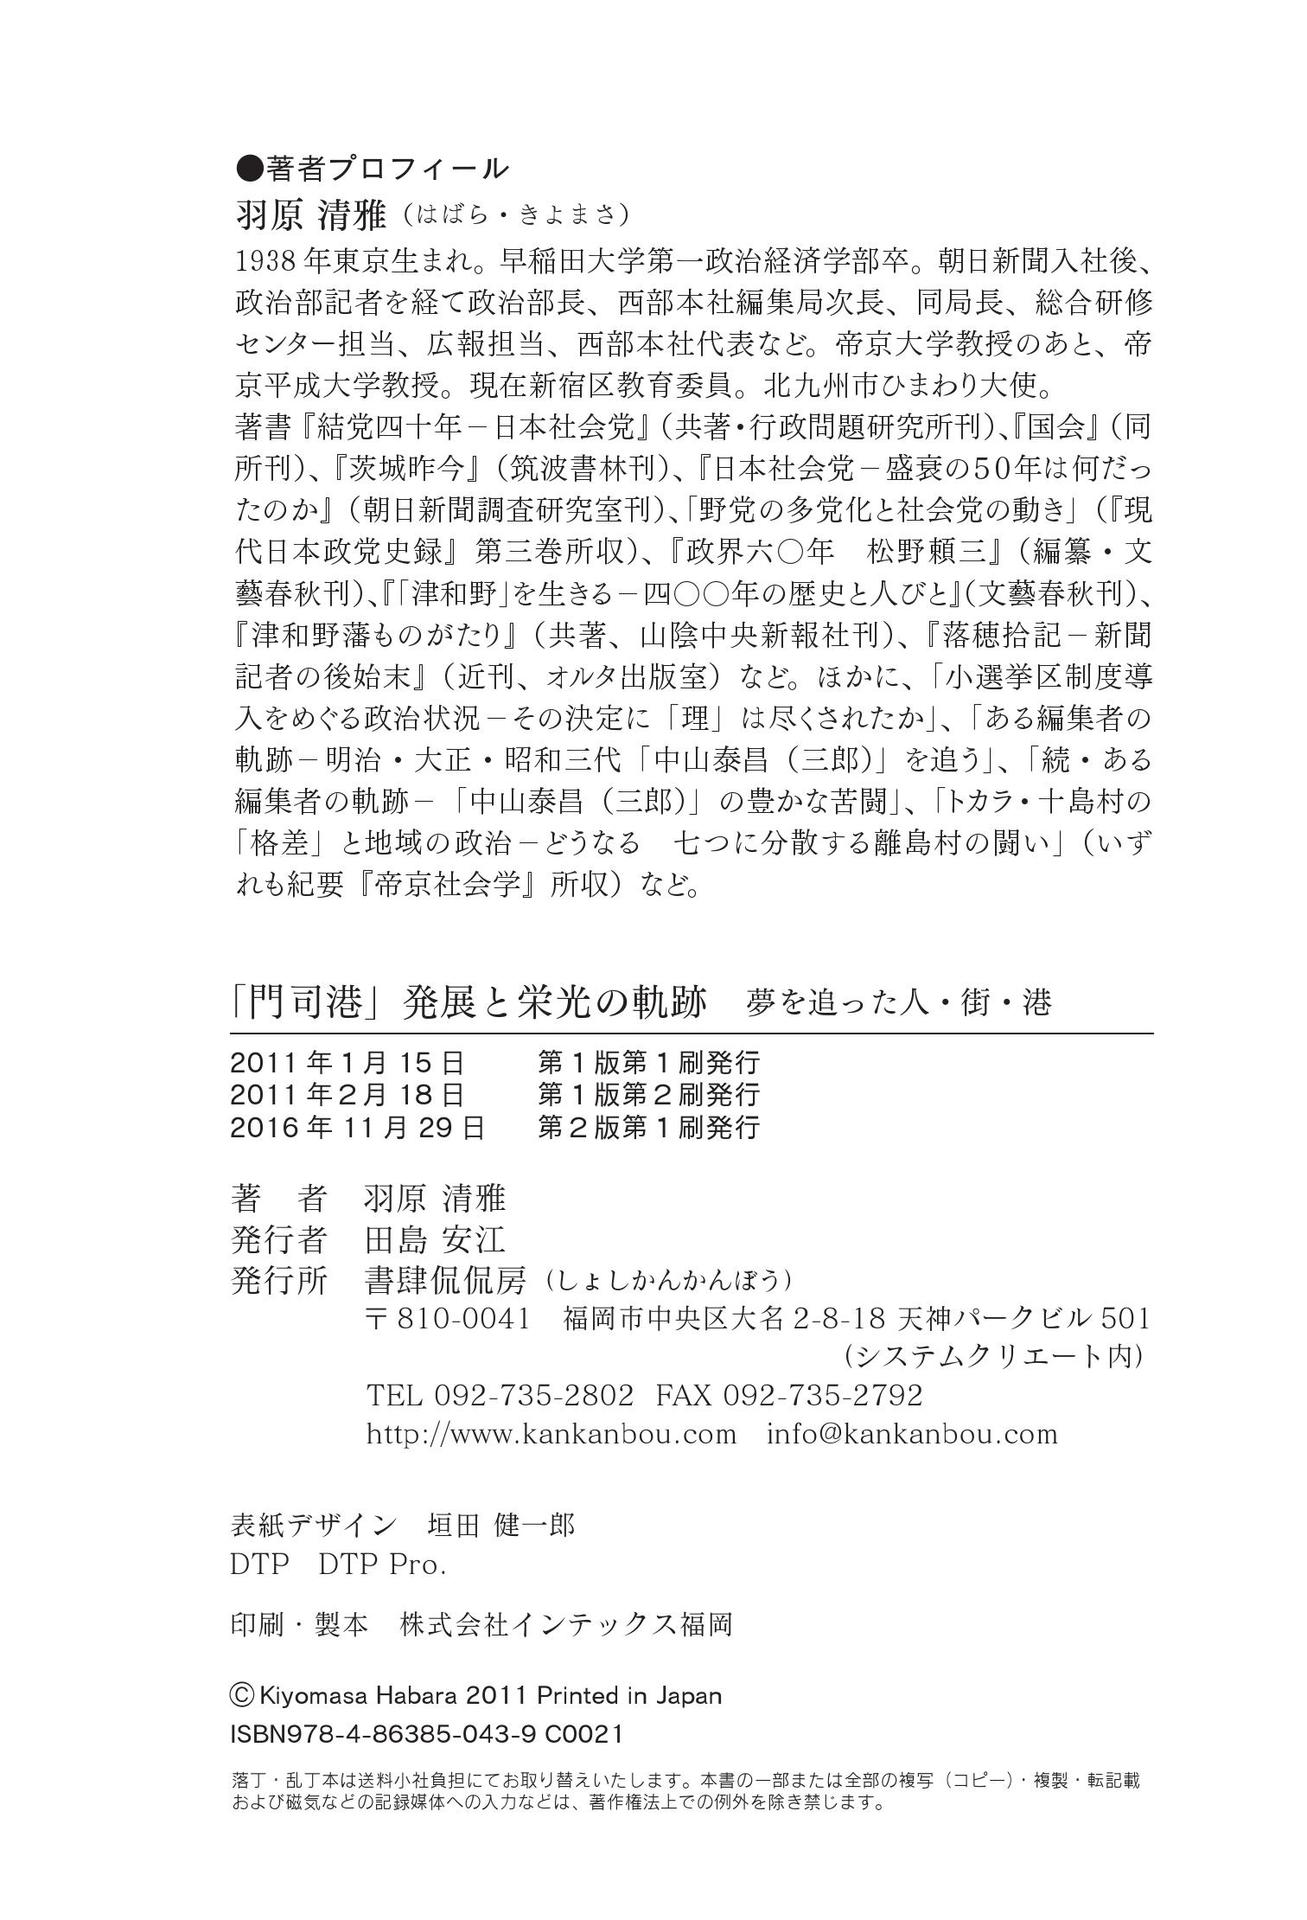 ●著者プロフィール
羽原 清雅（はばら・きよまさ）
1938年東京生まれ。早稲田大学第一政治経済学部卒。朝日新聞入社後、
政治部記者を経て政治部長、西部本社編集局次長、同局長、総合研修
センター担当、広報担当、西部本社代表など。帝京大学教授のあと、帝
京平成大学教授。現在新宿区教育委員。北九州市ひまわり大使。
著書『結党四十年－日本社会党』（共著・行政問題研究所刊）、『国会』（同
所刊）、『茨城昨今』（筑波書林刊）、『日本社会党－盛衰の５０年は何だっ
たのか』（朝日新聞調査研究室刊）、「野党の多党化と社会党の動き」（『現
代日本政党史録』第三巻所収）、『政界六〇年　松野頼三』（編纂・文
藝春秋刊）、『「津和野」を生きる－四〇〇年の歴史と人びと』（文藝春秋刊）、
『津和野藩ものがたり』（共著、山陰中央新報社刊）、『落穂拾記－新聞
記者の後始末』（近刊、オルタ出版室）など。ほかに、「小選挙区制度導
入をめぐる政治状況－その決定に「理」は尽くされたか」、「ある編集者の
軌跡－明治・大正・昭和三代「中山泰昌（三郎）」を追う」、「続・ある
編集者の軌跡－「中山泰昌（三郎）」の豊かな苦闘」、「トカラ・十島村の
「格差」と地域の政治－どうなる　七つに分散する離島村の闘い」（いず
れも紀要『帝京社会学』所収）など。
「門司港」発展と栄光の軌跡　夢を追った人・街・港
2011年1月15日　第1版第1刷発行
2011年2月18日　第1版第2刷発行
2016年11月29日　第2版第1刷発行
著　者　羽原 清雅
発行者　田島 安江
発行所　書肆侃侃房（しょしかんかんぼう）
〒810-0041　福岡市中央区大名2-8-18 天神パークビル501
（システムクリエート内）
TEL 092-735-2802 FAX 092-735-2792
http://www.kankanbou.com info@kankanbou.com
表紙デザイン　垣田 健一郎
DTP　DTP Pro.
印刷・製本　株式会社インテックス福岡
©Kiyomasa Habara 2011 Printed in Japan
ISBN978-4-86385-043-9 C0021
落丁・乱丁本は送料小社負担にてお取り替えいたします。本書の一部または全部の複写（コピー）・複製・転記載
および磁気などの記録媒体への入力などは、著作権法上での例外を除き禁じます。